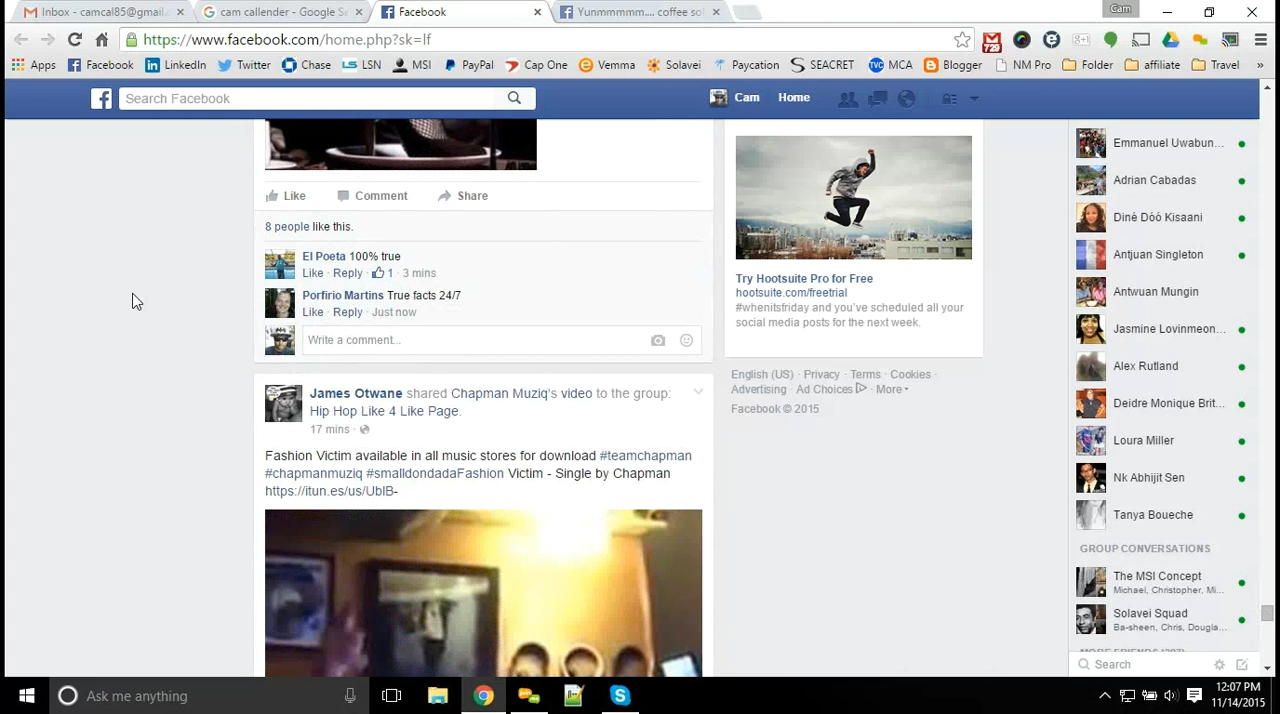 Inbox - camcal85@gmail.
cam callender - Google Se
Facebook
Yunmmmmm.... coffee so
Cam
https://www.facebook.com/home.php?sk=lf
729
Apps
Facebook
LinkedIn
Twitter
Chase
LSN
MSI
PayPal
Cap One
Vemma
Solavei
Paycation
SEACRET
MCA
Blogger
NM Pro
Folder
affiliate
Travel
»
Search Facebook
Cam
Home
Like
Comment
Share
8 people like this.
El Poeta 100% true
Like · Reply · 1 · 3 mins
Porfirio Martins True facts 24/7
Like · Reply · Just now
Write a comment...
James Otwane shared Chapman Muziq's video to the group:
Hip Hop Like 4 Like Page.
17 mins ·
Fashion Victim available in all music stores for download #teamchapman
#chapmanmuziq #smalldondadaFashion Victim - Single by Chapman
https://itun.es/us/UbIB-
Try Hootsuite Pro for Free
hootsuite.com/freetrial
#whenitsfriday and you've scheduled all your
social media posts for the next week.
English (US) · Privacy · Terms · Cookies ·
Advertising · Ad Choices · More
Facebook © 2015
Emmanuel Uwabun...
Adrian Cabadas
Dinè Dóò Kisaani
Antjuan Singleton
Antwuan Mungin
Jasmine Lovinmeon...
Alex Rutland
Deidre Monique Brit...
Loura Miller
Nk Abhijit Sen
Tanya Boueche
GROUP CONVERSATIONS
The MSI Concept
Michael, Christopher, Mi...
Solavei Squad
Ba-sheen, Chris, Dougla...
Search
Ask me anything
12:07 PM
11/14/2015